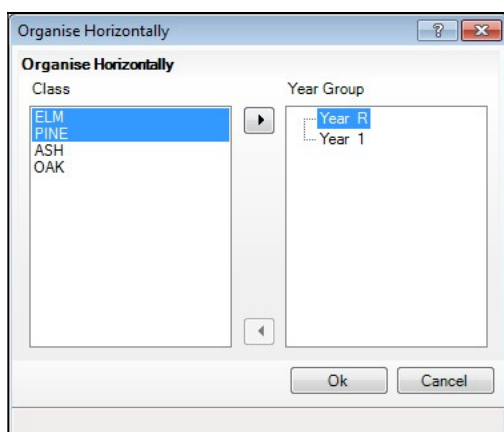 Organise Horizontally
?
Organise Horizontally
Class
Year Group
ELM
PINE
ASH
OAK
Year R
Year 1
Ok
Cancel